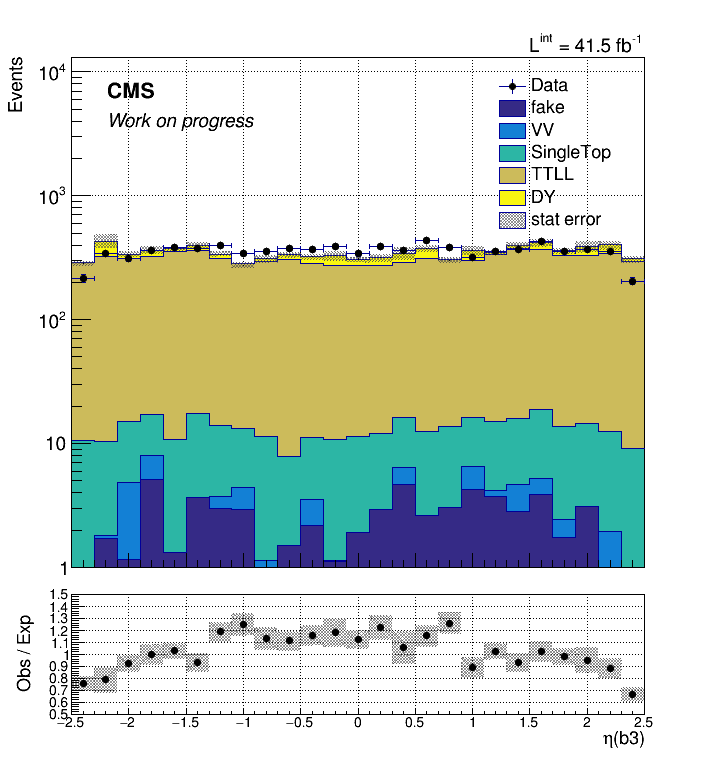 L^int = 41.5 fb^-1
Events
CMS
Work on progress
Data
fake
VV
SingleTop
TTLL
DY
stat error
10^4
10^3
10^2
10
1
Obs / Exp
1.5
1.4
1.3
1.2
1.1
1
0.9
0.8
0.7
0.6
0.5
−2.5 −2 −1.5 −1 −0.5 0 0.5 1 1.5 2 2.5
η(b3)